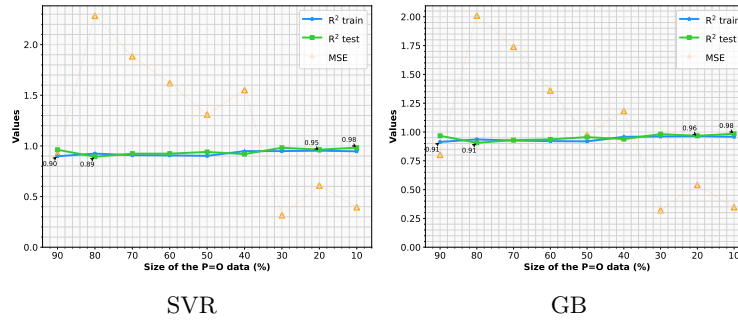 R² train
R² test
MSE
Values
2.0
1.5
1.0
0.5
0.0
0.90
0.89
0.95
0.98
90 80 70 60 50 40 30 20 10
Size of the P=O data (%)
SVR
R² train
R² test
MSE
Values
2.00
1.75
1.50
1.25
1.00
0.75
0.50
0.25
0.00
0.91
0.91
0.96
0.98
90 80 70 60 50 40 30 20 10
Size of the P=O data (%)
GB